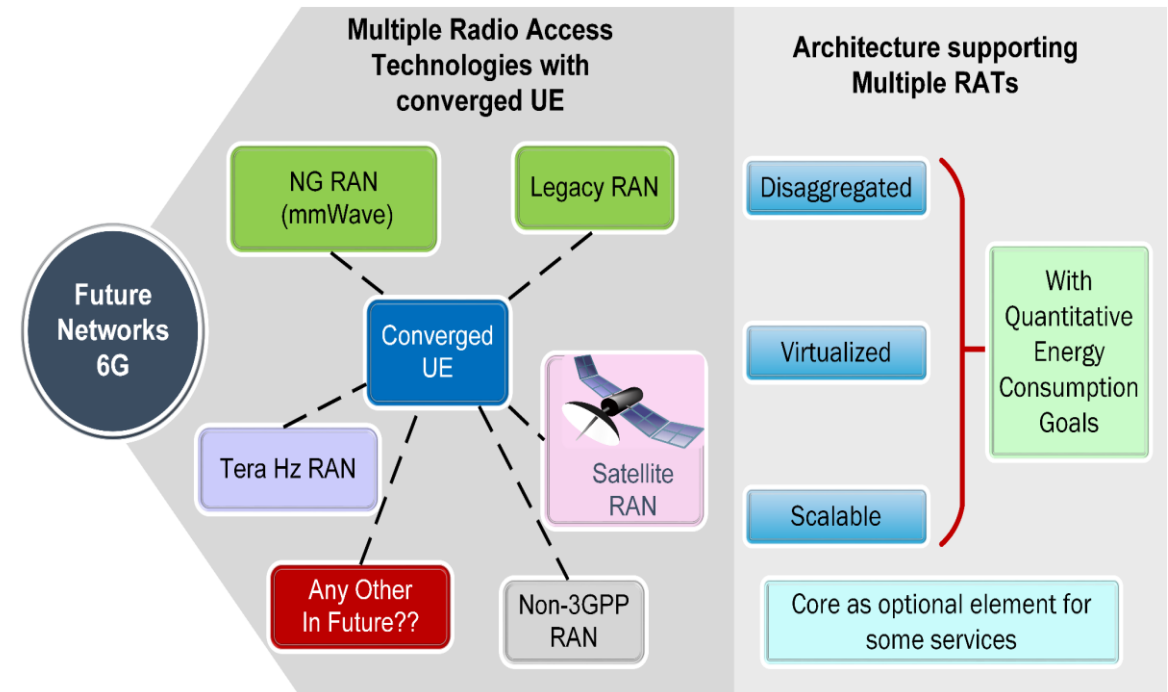 Multiple Radio Access
Technologies with
converged UE
Architecture supporting
Multiple RATs
Future
Networks
6G
NG RAN
(mmWave)
Legacy RAN
Converged
UE
Tera Hz RAN
Satellite
RAN
Any Other
In Future??
Non-3GPP
RAN
Disaggregated
Virtualized
Scalable
With
Quantitative
Energy
Consumption
Goals
Core as optional element for
some services